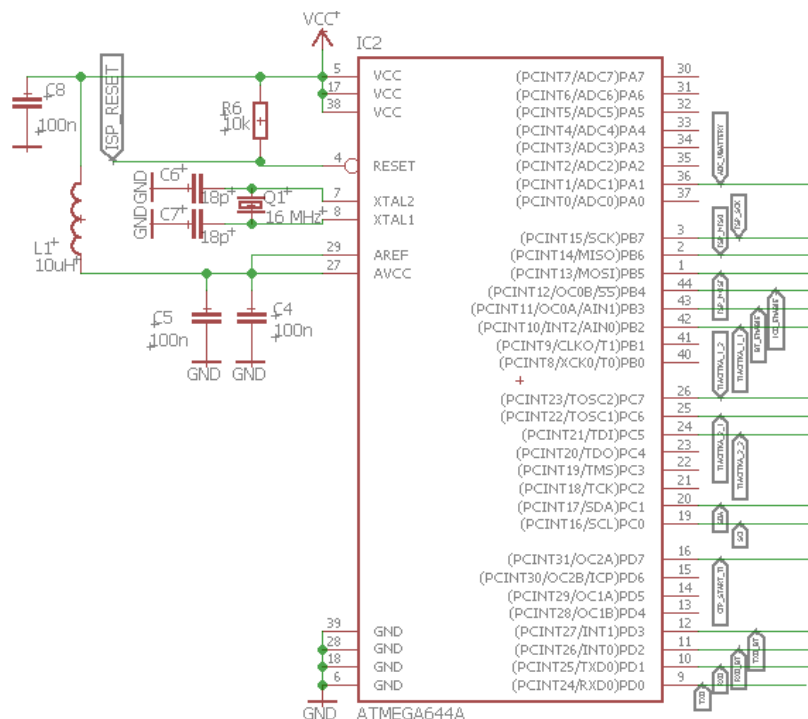 VCC
IC2
C8
100n
ISP_RESET
R6
10k
5 VCC
17 VCC
38 VCC
4 RESET
GND
C6
18p
7 XTAL2
Q1
16 MHz
GND
C7
18p
8 XTAL1
29 AREF
27 AVCC
L1
10uH
C5
100n
GND
C4
100n
GND
39 GND
28 GND
18 GND
6 GND
GND
ATMEGA644A
(PCINT7/ADC7)PA7 30
(PCINT6/ADC6)PA6 31
(PCINT5/ADC5)PA5 32
(PCINT4/ADC4)PA4 33
(PCINT3/ADC3)PA3 34
(PCINT2/ADC2)PA2 35
(PCINT1/ADC1)PA1 36
(PCINT0/ADC0)PA0 37
(PCINT15/SCK)PB7 3
(PCINT14/MISO)PB6 2
(PCINT13/MOSI)PB5 1
(PCINT12/OC0B/SS)PB4 44
(PCINT11/OC0A/AIN1)PB3 43
(PCINT10/INT2/AIN0)PB2 42
(PCINT9/CLKO/T1)PB1 41
(PCINT8/XCK0/T0)PB0 40
(PCINT23/TOSC2)PC7 26
(PCINT22/TOSC1)PC6 25
(PCINT21/TDI)PC5 24
(PCINT20/TDO)PC4 23
(PCINT19/TMS)PC3 22
(PCINT18/TCK)PC2 21
(PCINT17/SDA)PC1 20
(PCINT16/SCL)PC0 19
(PCINT31/OC2A)PD7 16
(PCINT30/OC2B/ICP)PD6 15
(PCINT29/OC1A)PD5 14
(PCINT28/OC1B)PD4 13
(PCINT27/INT1)PD3 12
(PCINT26/INT0)PD2 11
(PCINT25/TXD0)PD1 10
(PCINT24/RXD0)PD0 9
ISP_SCK
ISP_MISO
ISP_MOSI
BT_ENABLE
TLACITKA_1_2
TLACITKA_1_1
TLACITKA_2_1
TLACITKA_2_2
SDA
SCL
TXD_BT
RXD_BT
RXD
TXD